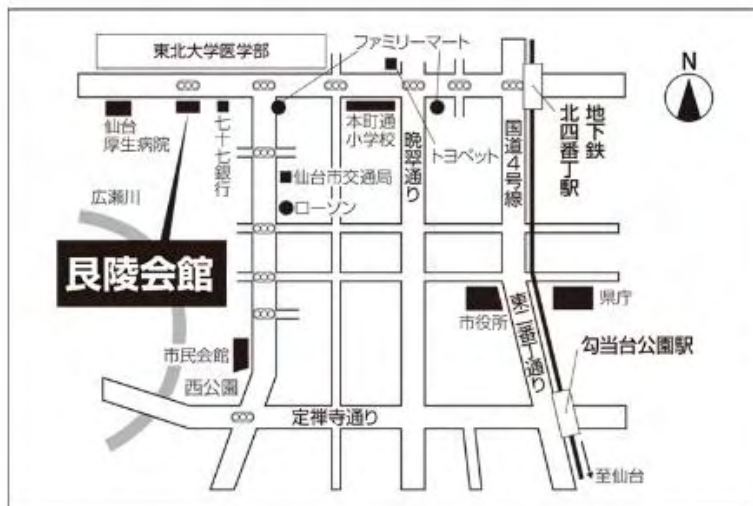 東北大学医学部
ファミリーマート
N
仙台
厚生病院
七十七銀行
本町通
小学校
晩翠通り
トヨペット
国道4号線
地下鉄
北四番丁駅
広瀬川
仙台市交通局
ローソン
艮陵会館
市役所
東二番丁通り
県庁
市民会館
西公園
勾当台公園駅
定禅寺通り
至仙台